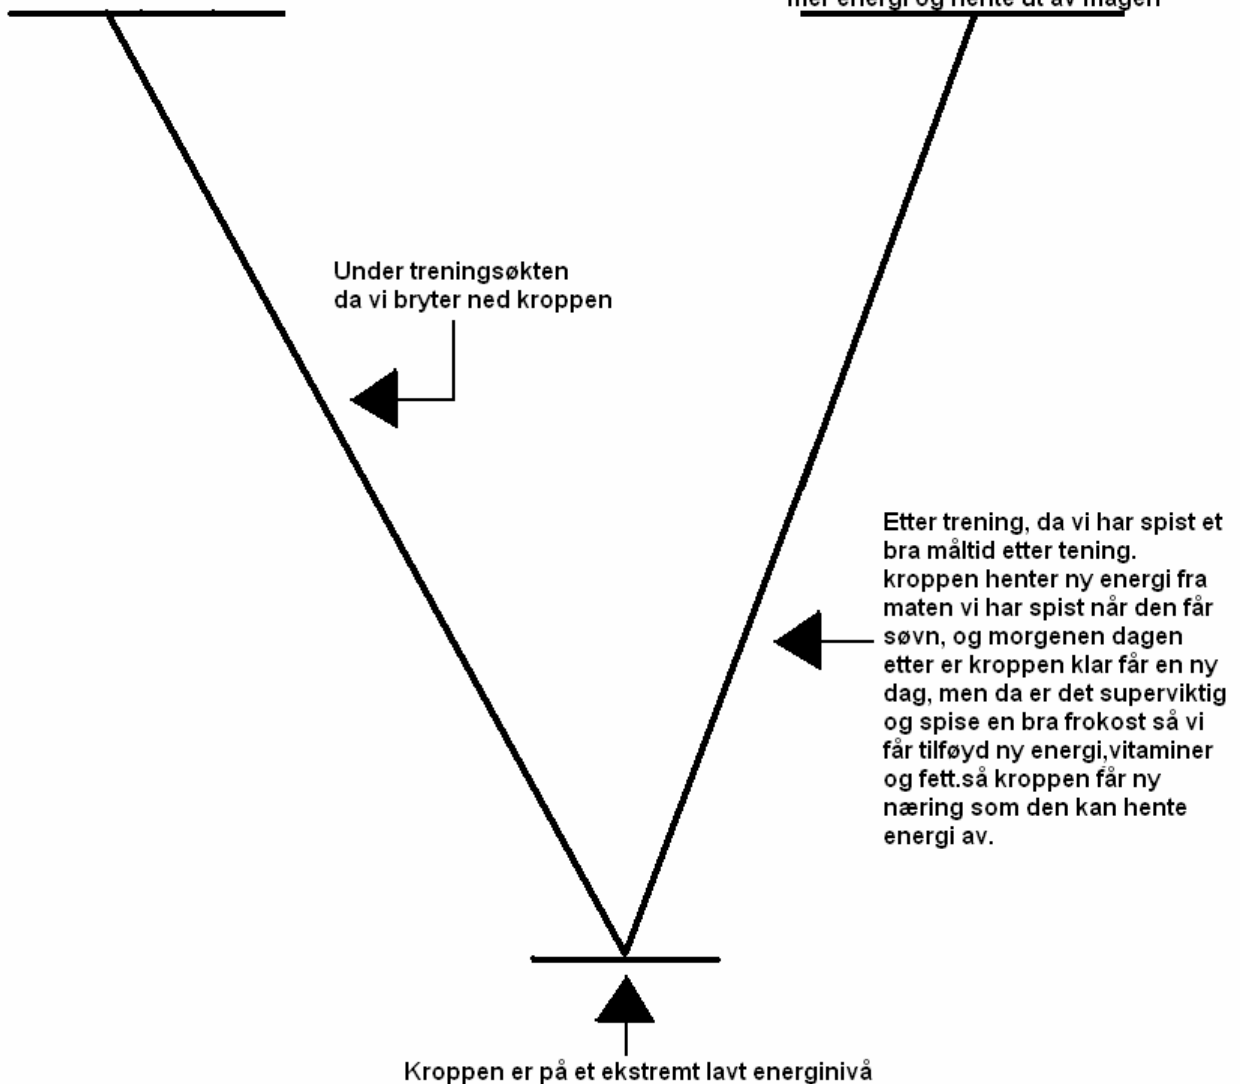 mer energi og hente ut av magen
Under treningsøkten
da vi bryter ned kroppen
Etter trening, da vi har spist et
bra måltid etter tening.
kroppen henter ny energi fra
maten vi har spist når den får
søvn, og morgenen dagen
etter er kroppen klar får en ny
dag, men da er det superviktig
og spise en bra frokost så vi
får tilføyd ny energi,vitaminer
og fett.så kroppen får ny
næring som den kan hente
energi av.
Kroppen er på et ekstremt lavt energinivå